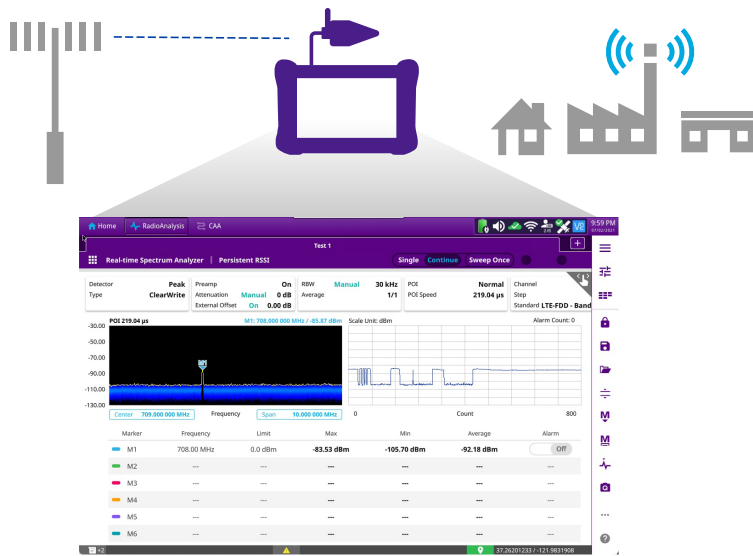 Home RadioAnalysis CAA 9:59 PM
07/02/2021
Test 1
Real-time Spectrum Analyzer | Persistent RSSI Single Continue Sweep Once
Detector Peak Preamp On RBW Manual 30 kHz POI Normal Channel
Type ClearWrite Attenuation Manual 0 dB Average 1/1 POI Speed 219.04 µs Step
External Offset On 0.00 dB Standard LTE-FDD - Band
POI 219.04 µs M1: 708.000 000 MHz / -85.87 dBm Scale Unit: dBm Alarm Count: 0
-30.00
-50.00
-70.00
M1
-90.00
-110.00
-130.00
Center 709.000 000 MHz Frequency Span 10.000 000 MHz 0 Count 800
Marker Frequency Limit Max Min Average Alarm
M1 708.00 MHz 0.0 dBm -83.53 dBm -105.70 dBm -92.18 dBm Off
M2 --- --- --- --- --- ---
M3 --- --- --- --- --- ---
M4 --- --- --- --- --- ---
M5 --- --- --- --- --- ---
M6 --- --- --- --- --- ---
+2 37.26201233 / -121.9831908